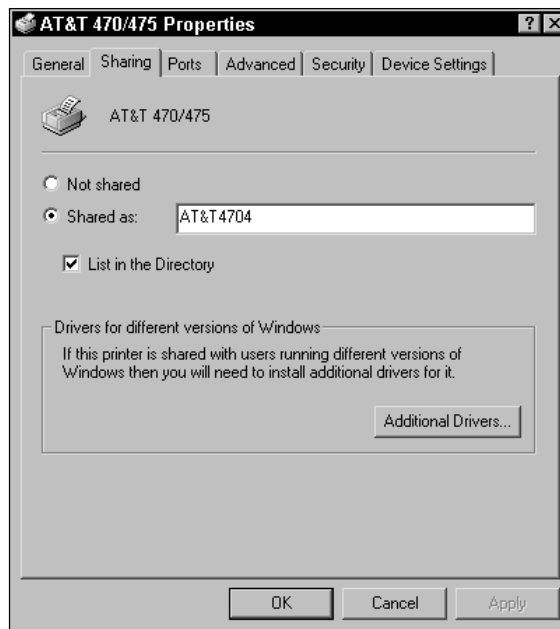 AT&T 470/475 Properties
General Sharing Ports Advanced Security Device Settings
AT&T 470/475
Not shared
Shared as: AT&T4704
List in the Directory
Drivers for different versions of Windows
If this printer is shared with users running different versions of
Windows then you will need to install additional drivers for it.
Additional Drivers...
OK Cancel Apply